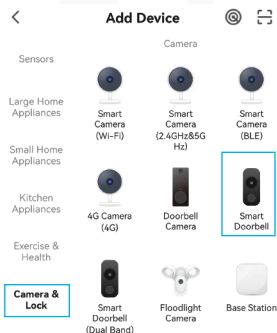 Add Device
Sensors
Large Home
Appliances
Small Home
Appliances
Kitchen
Appliances
Exercise &
Health
Camera &
Lock
Camera
Smart
Camera
(Wi-Fi)
Smart
Camera
(2.4GHz&5G
Hz)
Smart
Camera
(BLE)
4G Camera
(4G)
Doorbell
Camera
Smart
Doorbell
Smart
Doorbell
(Dual Band)
Floodlight
Camera
Base Station